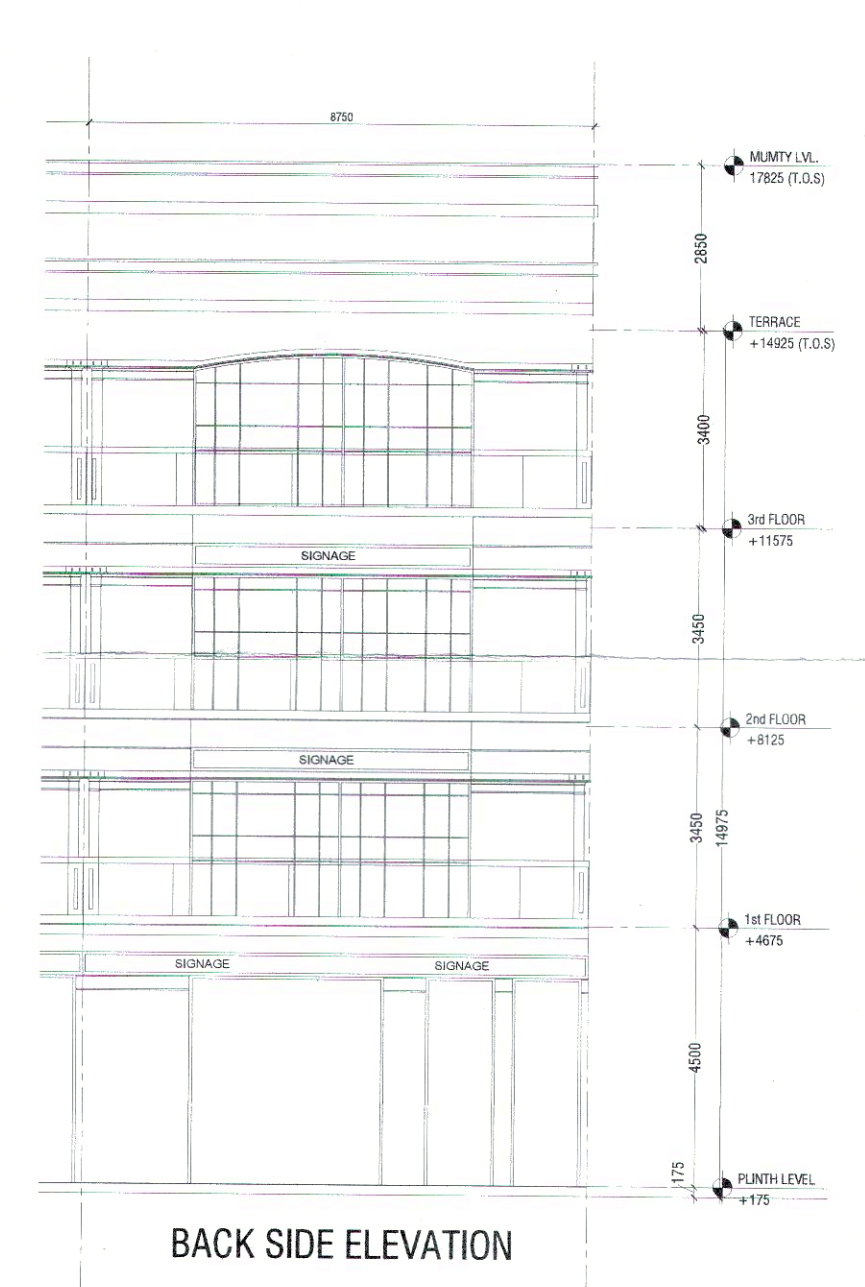 8750
MUMTY LVL.
17825 (T.O.S)
2850
TERRACE
+14925 (T.O.S)
3400
3rd FLOOR
+11575
SIGNAGE
3450
2nd FLOOR
+8125
SIGNAGE
3450
14975
1st FLOOR
+4675
SIGNAGE SIGNAGE
4500
175
PLINTH LEVEL
+175
BACK SIDE ELEVATION